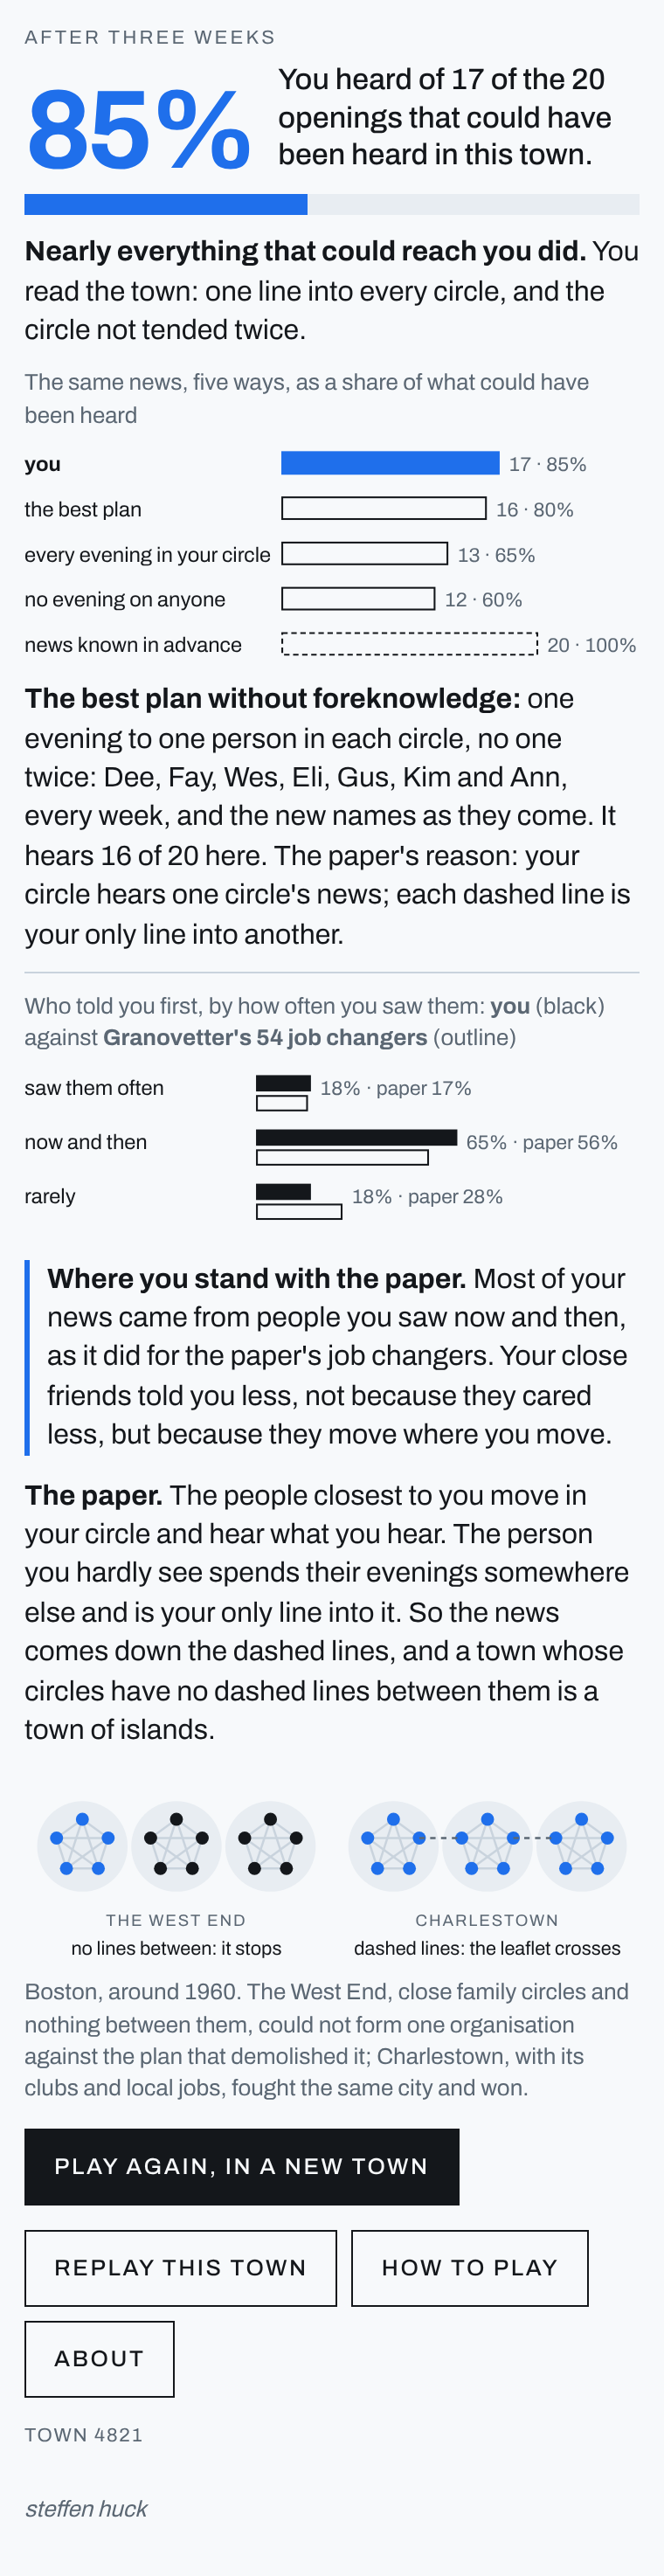 AFTER THREE WEEKS
85%
You heard of 17 of the 20
openings that could have
been heard in this town.
Nearly everything that could reach you did. You
read the town: one line into every circle, and the
circle not tended twice.
The same news, five ways, as a share of what could have
been heard
you 17 · 85%
the best plan 16 · 80%
every evening in your circle 13 · 65%
no evening on anyone 12 · 60%
news known in advance 20 · 100%
The best plan without foreknowledge: one
evening to one person in each circle, no one
twice: Dee, Fay, Wes, Eli, Gus, Kim and Ann,
every week, and the new names as they come. It
hears 16 of 20 here. The paper's reason: your
circle hears one circle's news; each dashed line is
your only line into another.
Who told you first, by how often you saw them: you (black)
against Granovetter's 54 job changers (outline)
saw them often 18% · paper 17%
now and then 65% · paper 56%
rarely 18% · paper 28%
Where you stand with the paper. Most of your
news came from people you saw now and then,
as it did for the paper's job changers. Your close
friends told you less, not because they cared
less, but because they move where you move.
The paper. The people closest to you move in
your circle and hear what you hear. The person
you hardly see spends their evenings somewhere
else and is your only line into it. So the news
comes down the dashed lines, and a town whose
circles have no dashed lines between them is a
town of islands.
THE WEST END
no lines between: it stops
CHARLESTOWN
dashed lines: the leaflet crosses
Boston, around 1960. The West End, close family circles and
nothing between them, could not form one organisation
against the plan that demolished it; Charlestown, with its
clubs and local jobs, fought the same city and won.
PLAY AGAIN, IN A NEW TOWN
REPLAY THIS TOWN
HOW TO PLAY
ABOUT
TOWN 4821
steffen huck